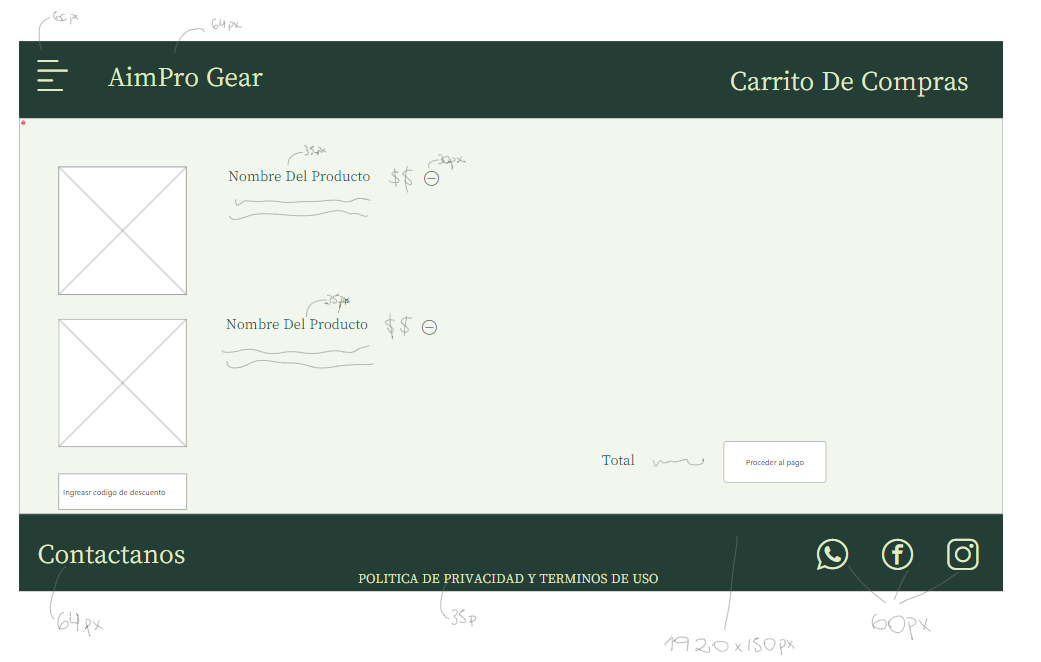 60px
64px
AimPro Gear
Carrito De Compras
35px
30px
Nombre Del Producto $$
35px
Nombre Del Producto $$
Total
Proceder al pago
Ingreasr codigo de descuento
Contactanos
POLITICA DE PRIVACIDAD Y TERMINOS DE USO
64px
35p
1920x150px
60px